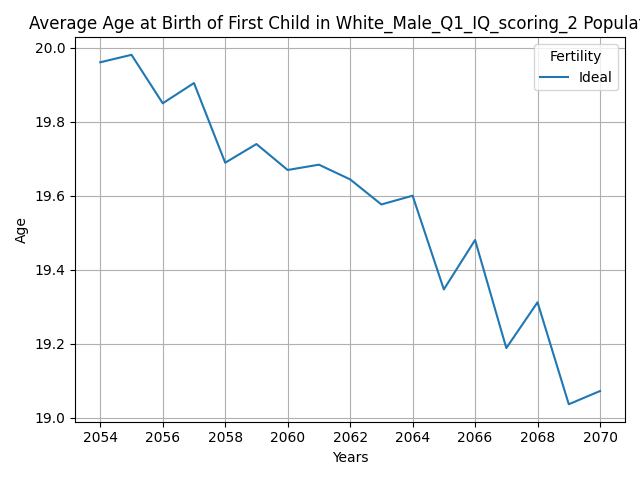 Average Age at Birth of First Child in White_Male_Q1_IQ_scoring_2 Populat
20.0
19.8
19.6
19.4
19.2
19.0
Age
Fertility
Ideal
2054 2056 2058 2060 2062 2064 2066 2068 2070
Years